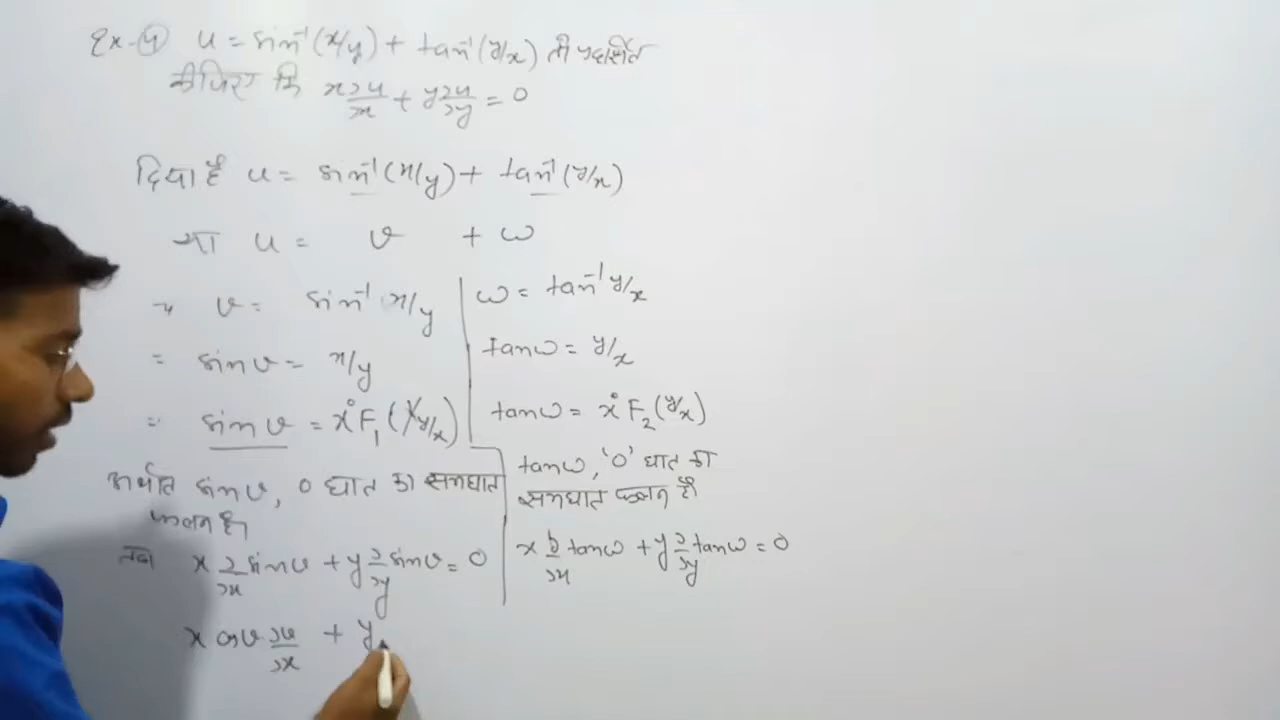 Ex-④ u = sin⁻¹(x/y) + tan⁻¹(y/x) तो प्रदर्शित
कीजिए कि x ∂u/∂x + y ∂u/∂y = 0
दिया है u = sin⁻¹(x/y) + tan⁻¹(y/x)
या u = v + ω
v = sin⁻¹ x/y
= sin v = x/y
∴ sin v = x⁰F₁(1/y/x)
अर्थात sin v, 0 घात का समघात
फलन है।
तब x ∂/∂x sin v + y ∂/∂y sin v = 0
x cos v ∂v/∂x + y
ω = tan⁻¹ y/x
tan ω = y/x
tan ω = x⁰ F₂(y/x)
tan ω, '0' घात का
समघात फलन है
x ∂/∂x tan ω + y ∂/∂y tan ω = 0